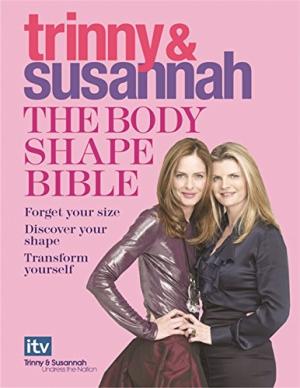 trinny &
susannah
THE BODY
SHAPE
BIBLE
Forget your size
Discover your
shape
Transform
yourself
itv
Trinny & Susannah
Undress the Nation